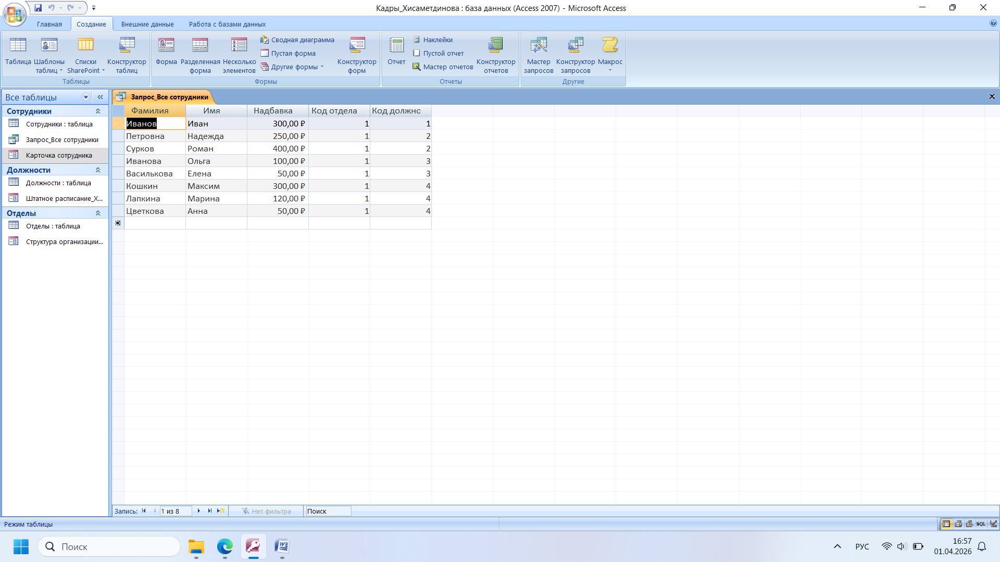 Кадры_Хисаметдинова : база данных (Access 2007) - Microsoft Access
Главная Создание Внешние данные Работа с базами данных
Таблица
Шаблоны таблиц
Списки SharePoint
Конструктор таблиц
Таблицы
Форма
Разделенная форма
Несколько элементов
Сводная диаграмма
Пустая форма
Другие формы
Конструктор форм
Формы
Отчет
Наклейки
Пустой отчет
Мастер отчетов
Конструктор отчетов
Отчеты
Мастер запросов
Конструктор запросов
Макрос
Другие
Все таблицы
Сотрудники
Сотрудники : таблица
Запрос_Все сотрудники
Карточка сотрудника
Должности
Должности : таблица
Штатное расписание_Х...
Отделы
Отделы : таблица
Структура организации...
Запрос_Все сотрудники
Фамилия Имя Надбавка Код отдела Код должно
Иванов Иван 300,00 ₽ 1 1
Петровна Надежда 250,00 ₽ 1 2
Сурков Роман 400,00 ₽ 1 2
Иванова Ольга 100,00 ₽ 1 3
Василькова Елена 50,00 ₽ 1 3
Кошкин Максим 300,00 ₽ 1 4
Лапкина Марина 120,00 ₽ 1 4
Цветкова Анна 50,00 ₽ 1 4
Запись: 1 из 8 Нет фильтра Поиск
Режим таблицы SQL
Поиск
РУС
16:57
01.04.2026